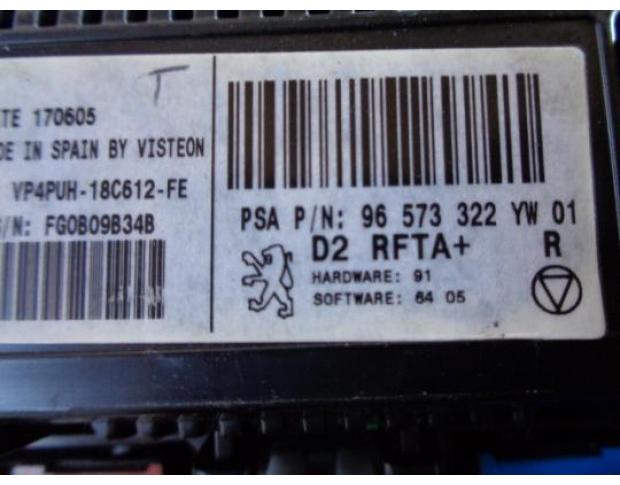 T
TE 170605
DE IN SPAIN BY VISTEON
VP4PUH-18C612-FE
/N: FG0B09B34B
PSA P/N: 96 573 322 YW 01
D2 RFTA+ R
HARDWARE: 91
SOFTWARE: 64 05